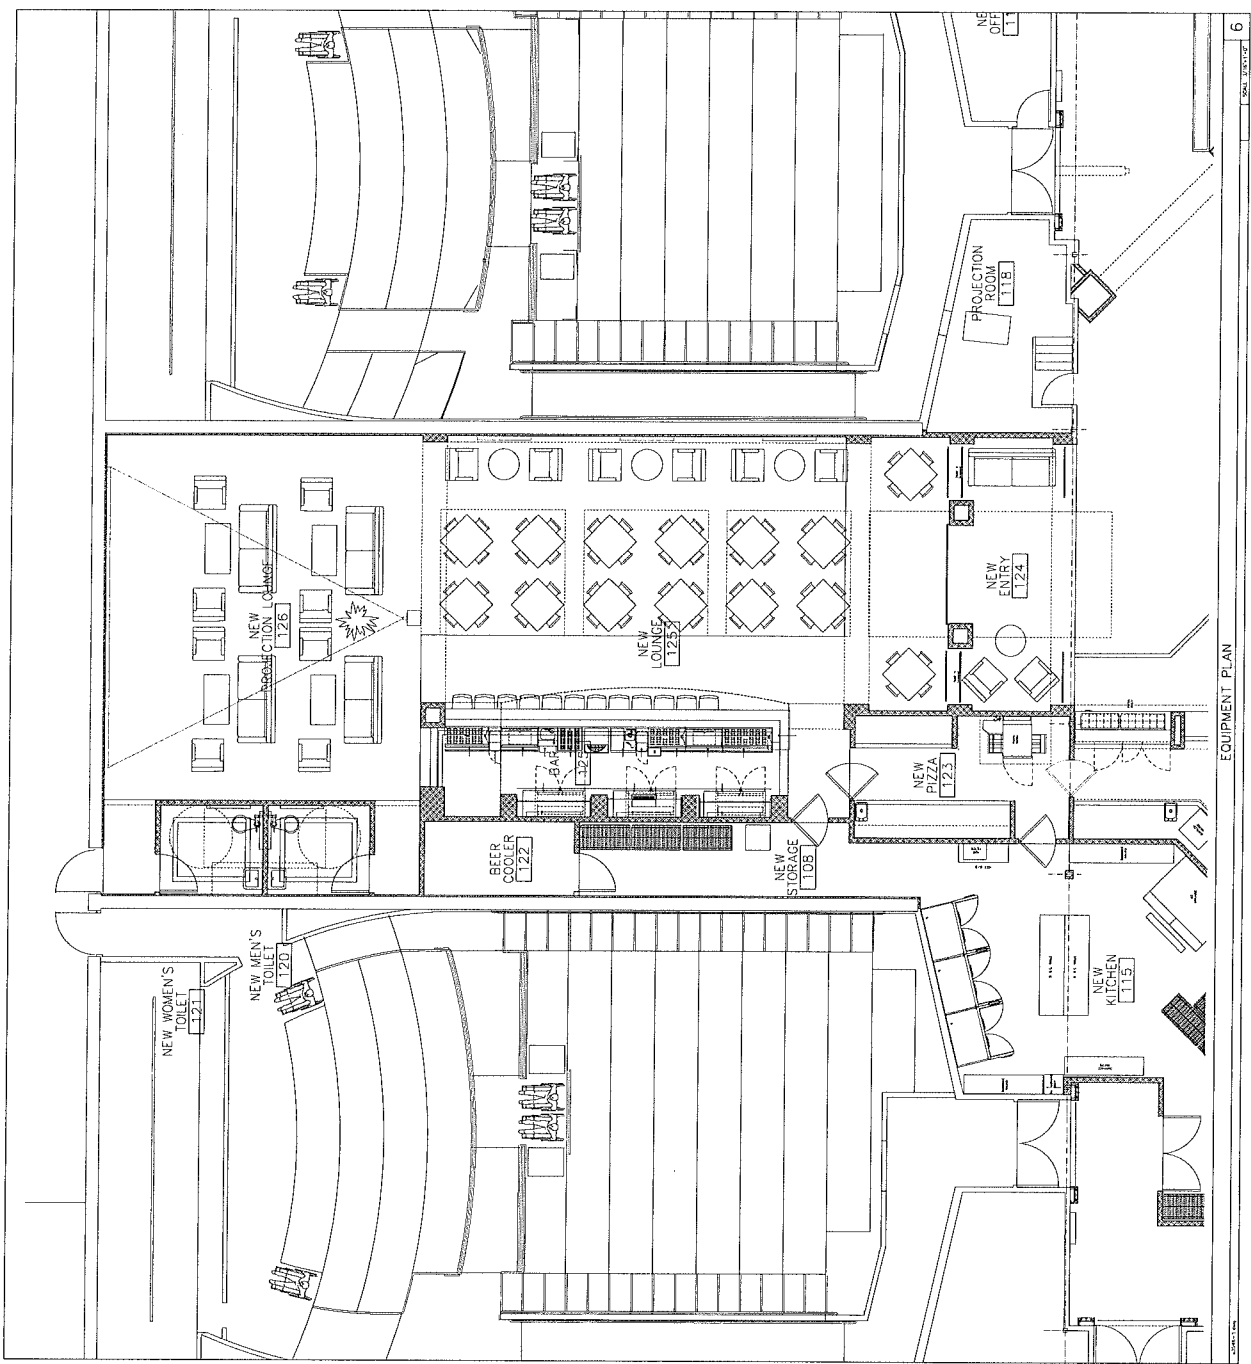 NEW WOMEN'S
TOILET
121
NEW MEN'S
TOILET
120
NEW
PROJECTION LOUNGE
126
BEER
COOLER
122
BAR
125
NEW
LOUNGE
125
NEW
STORAGE
108
NEW
PIZZA
123
NEW
ENTRY
124
PROJECTION
ROOM
118
NEW
KITCHEN
115
EQUIPMENT PLAN
6